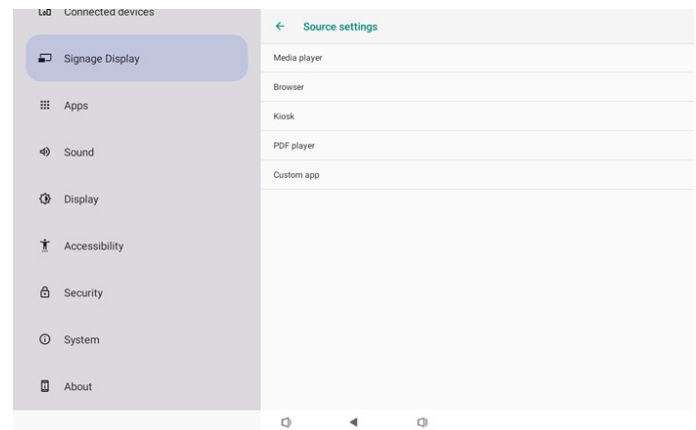 Connected devices
Signage Display
Apps
Sound
Display
Accessibility
Security
System
About
Source settings
Media player
Browser
Kiosk
PDF player
Custom app